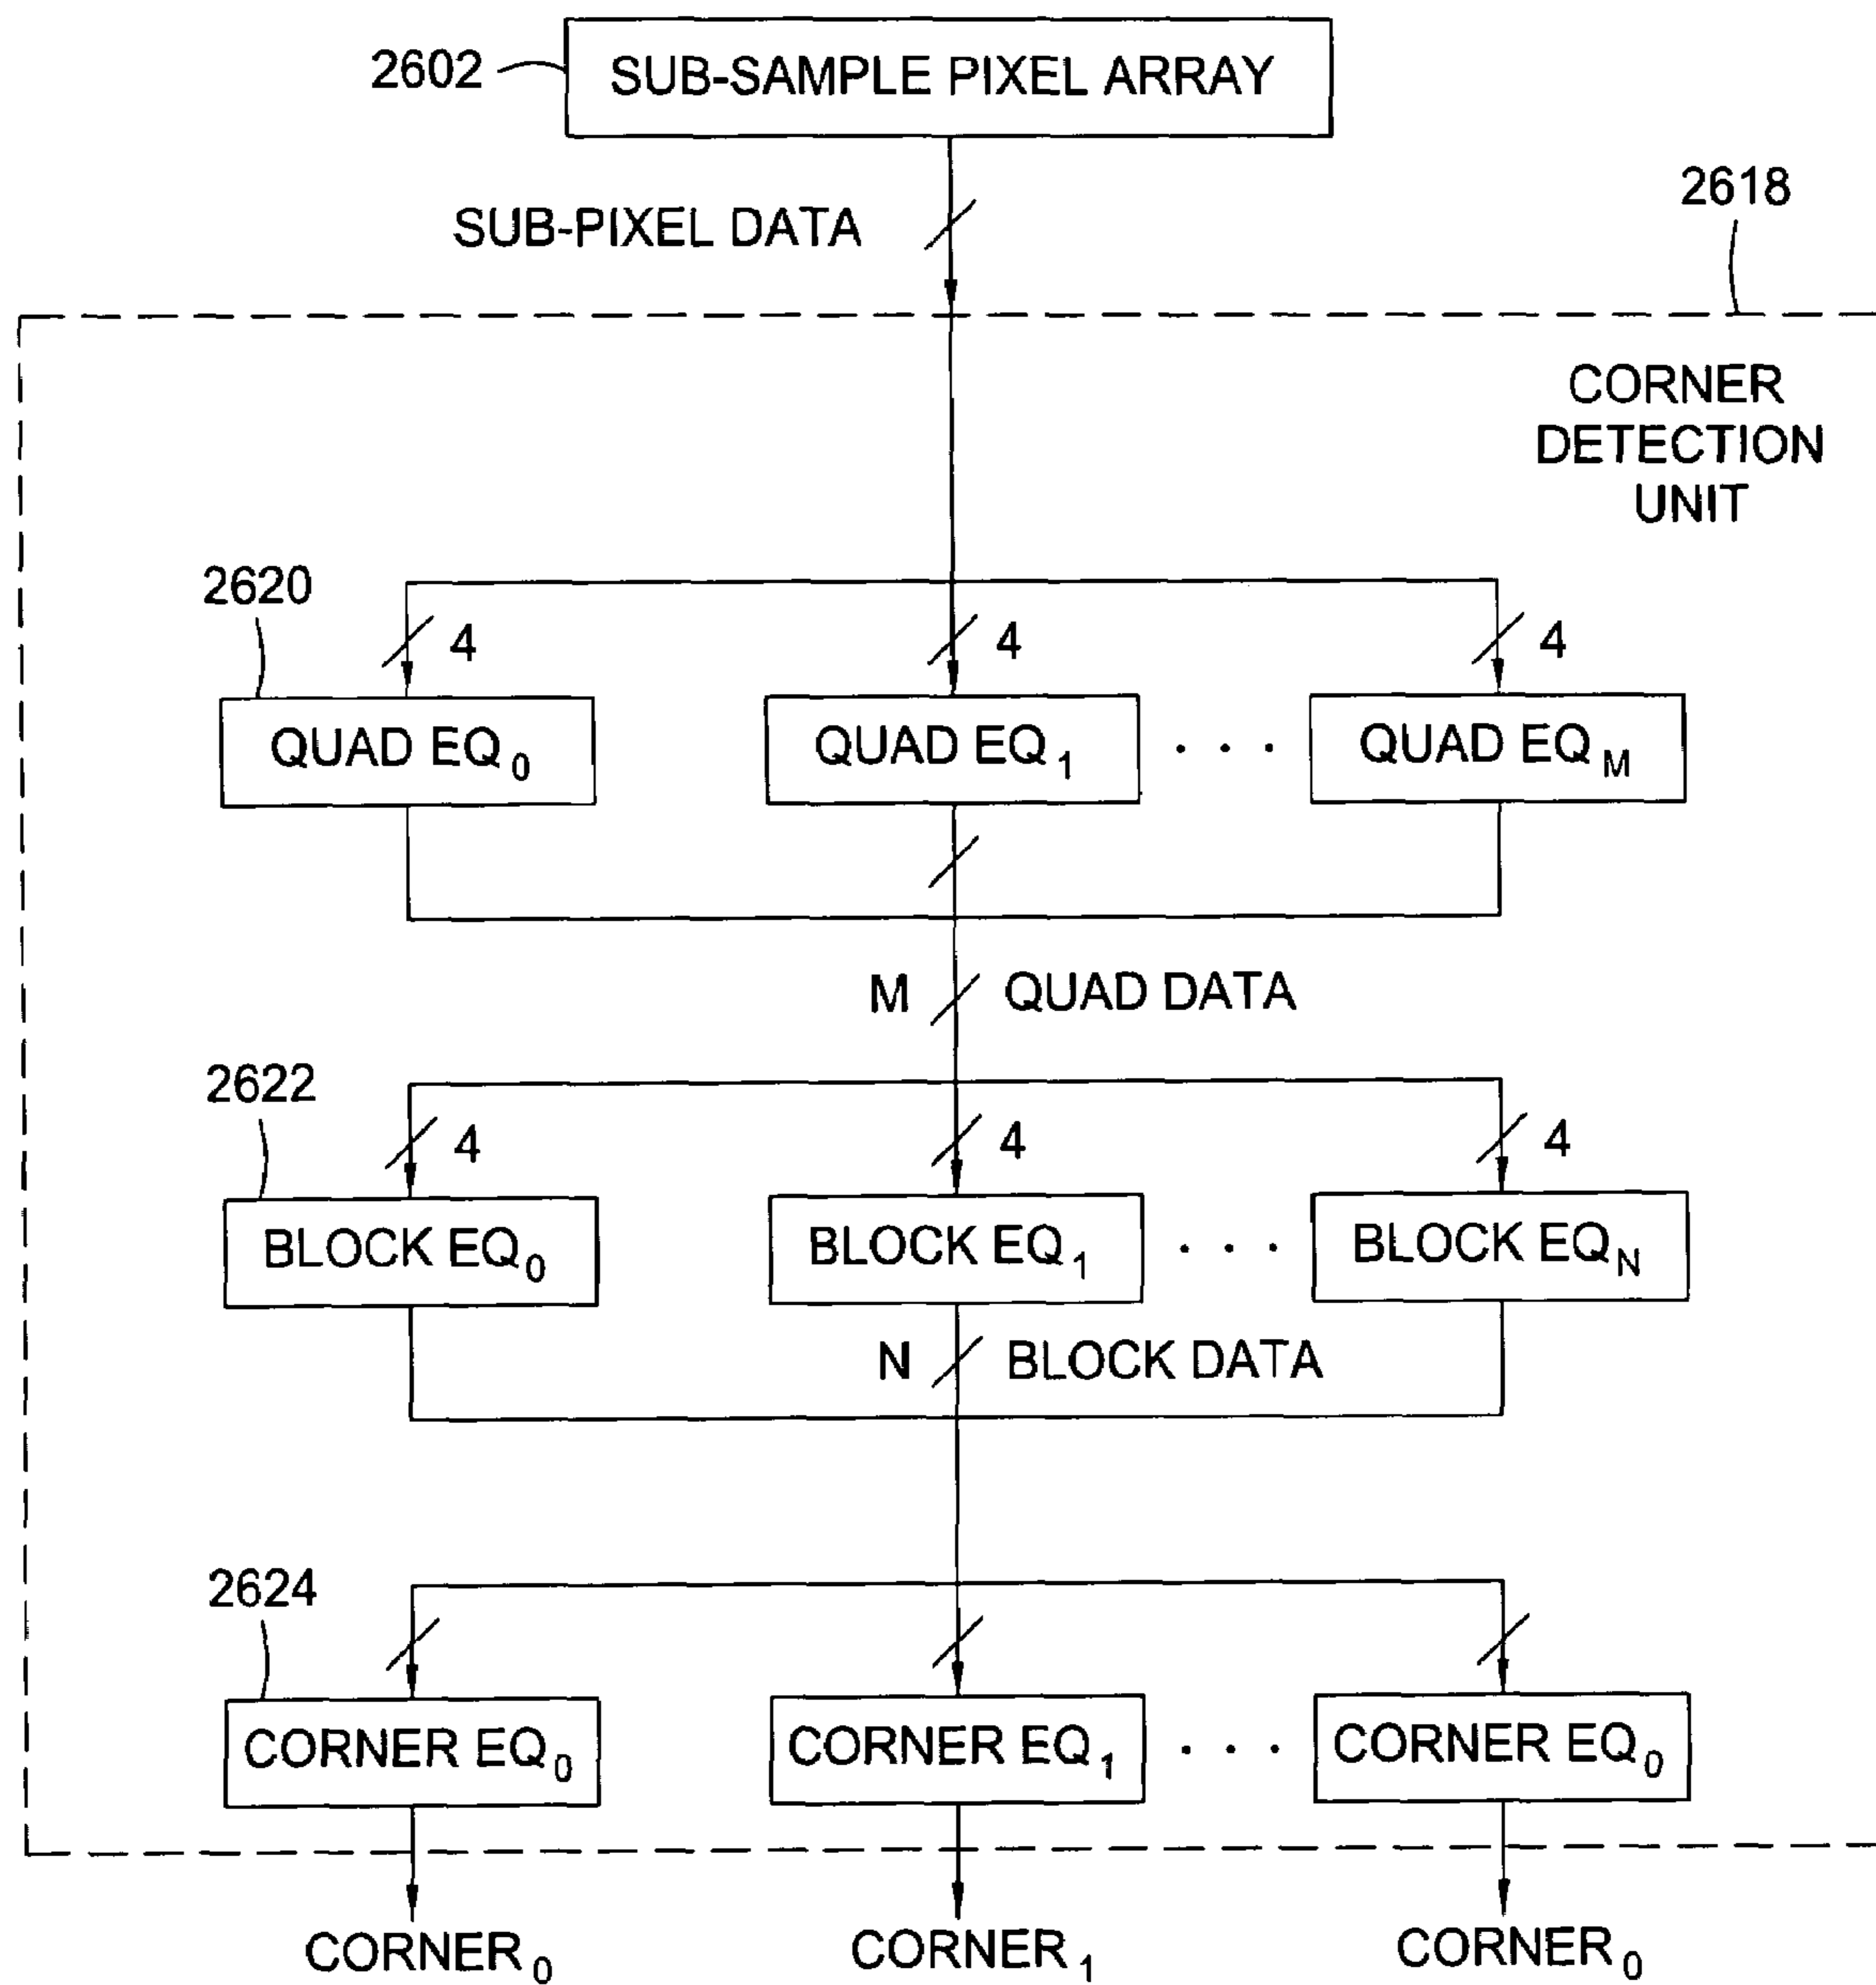 2602
SUB-SAMPLE PIXEL ARRAY
SUB-PIXEL DATA
2618
CORNER
DETECTION
UNIT
2620
4 4 4
QUAD EQ0 QUAD EQ1 . . . QUAD EQM
M QUAD DATA
2622
4 4 4
BLOCK EQ0 BLOCK EQ1 . . . BLOCK EQN
N BLOCK DATA
2624
CORNER EQ0 CORNER EQ1 . . . CORNER EQ0
CORNER0 CORNER1 CORNER0